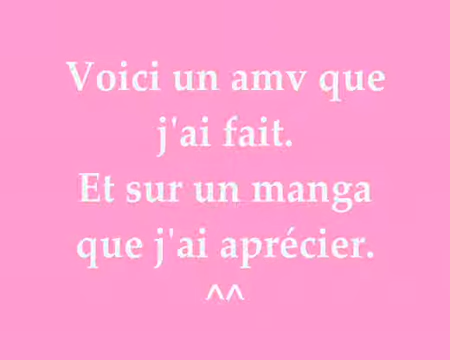 Voici un amv que
j'ai fait.
Et sur un manga
que j'ai aprécier.
^^